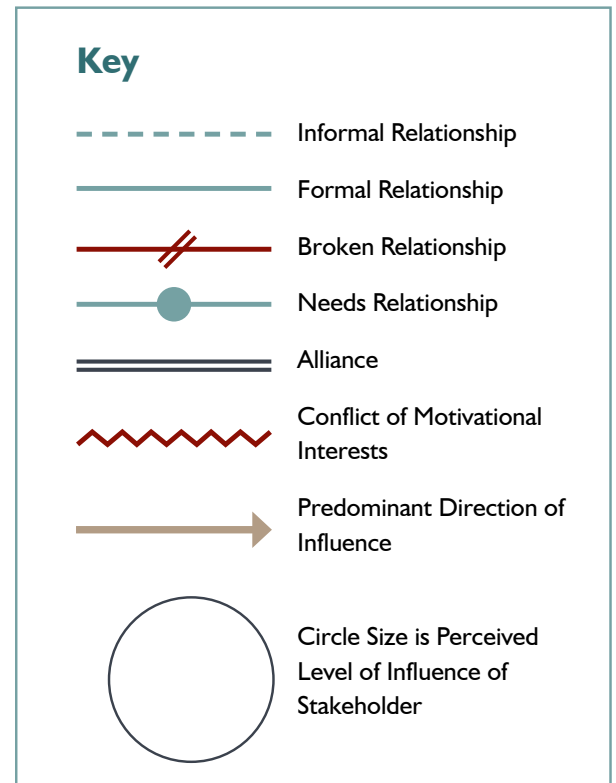 Key
Informal Relationship
Formal Relationship
Broken Relationship
Needs Relationship
Alliance
Conflict of Motivational
Interests
Predominant Direction of
Influence
Circle Size is Perceived
Level of Influence of
Stakeholder